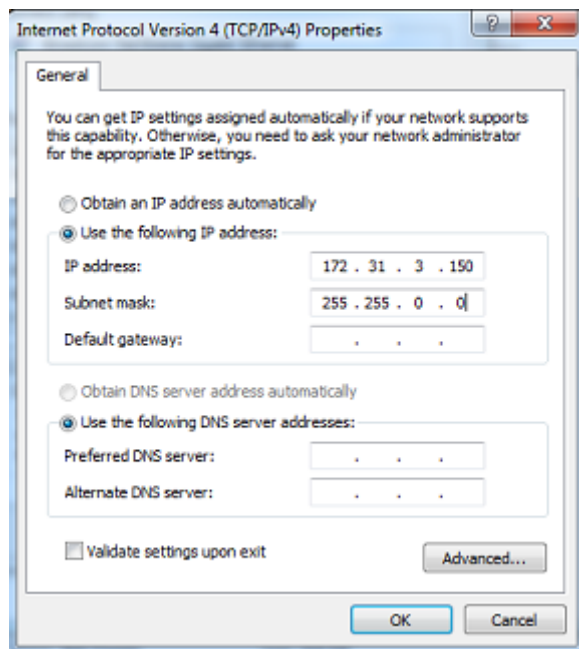 Internet Protocol Version 4 (TCP/IPv4) Properties
General
You can get IP settings assigned automatically if your network supports
this capability. Otherwise, you need to ask your network administrator
for the appropriate IP settings.
Obtain an IP address automatically
Use the following IP address:
IP address: 172 . 31 . 3 . 150
Subnet mask: 255 . 255 . 0 . 0
Default gateway: . . .
Obtain DNS server address automatically
Use the following DNS server addresses:
Preferred DNS server: . . .
Alternate DNS server: . . .
Validate settings upon exit
Advanced...
OK Cancel